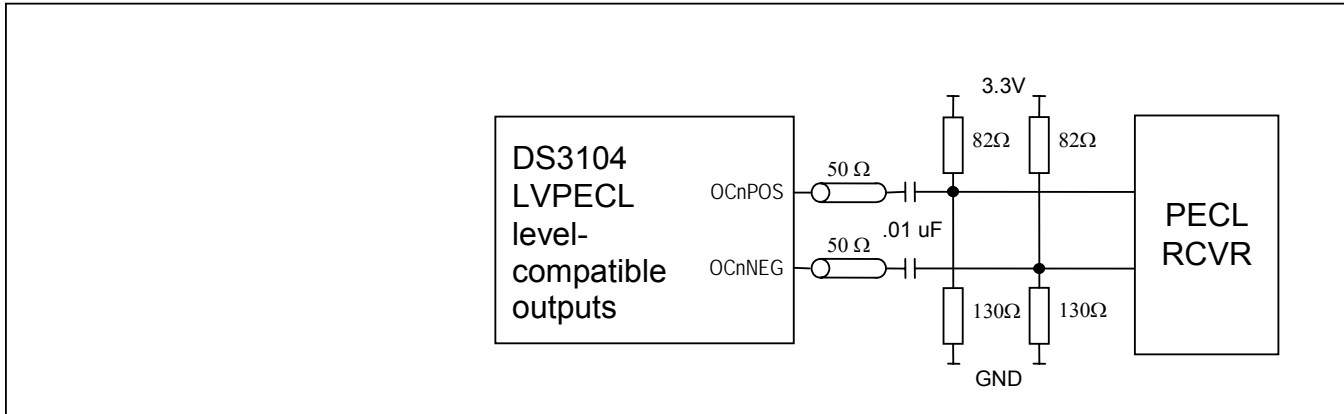 3.3V
82Ω
82Ω
DS3104
LVPECL
level-
compatible
outputs
OCnPOS
50 Ω
.01 uF
OCnNEG
50 Ω
PECL
RCVR
130Ω
130Ω
GND